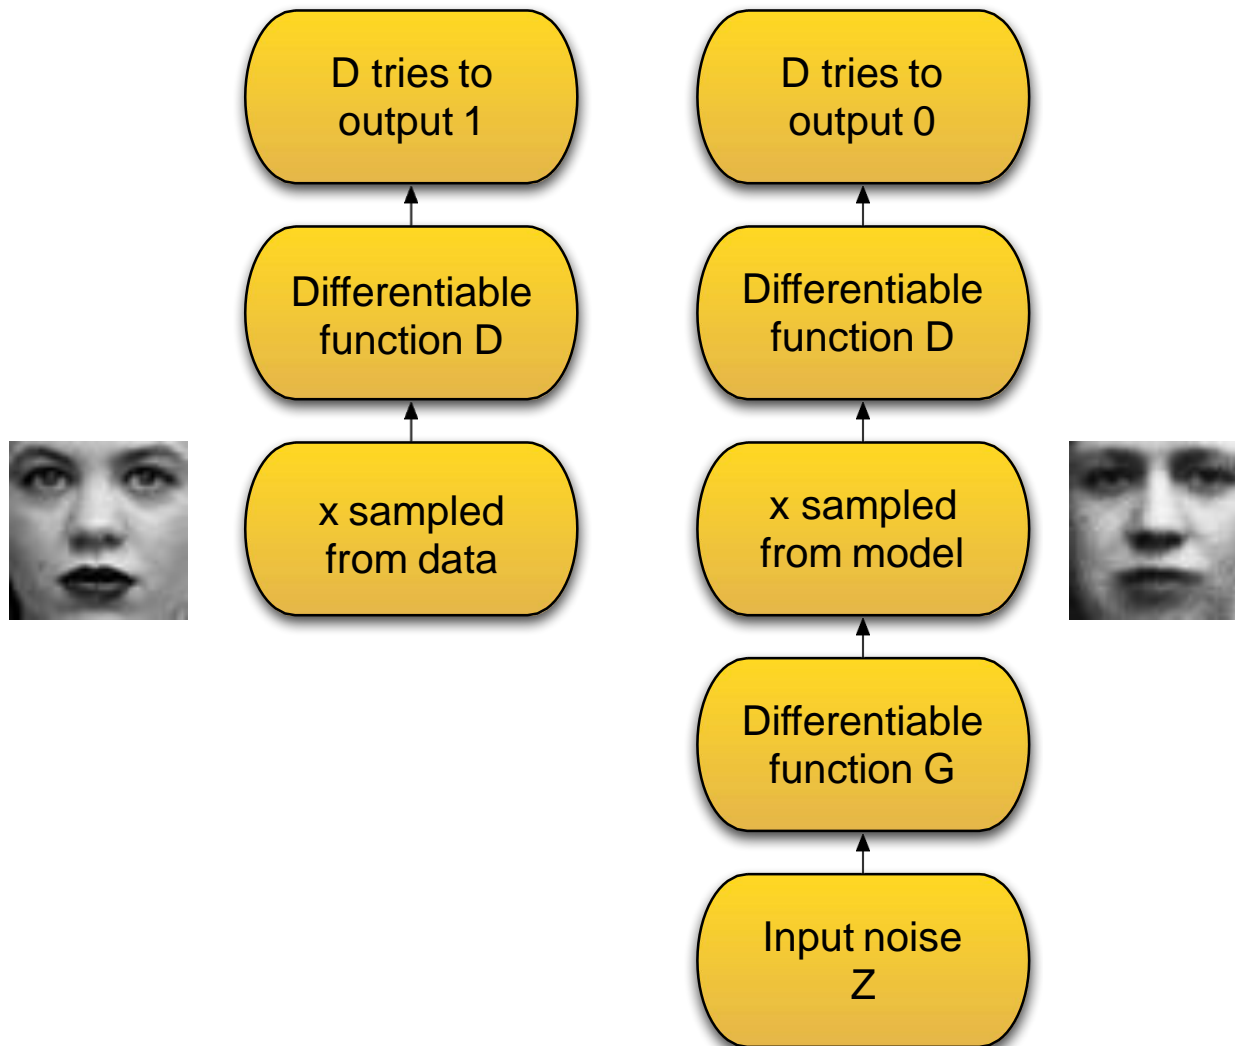 D tries to
output 1
Differentiable
function D
x sampled
from data
D tries to
output 0
Differentiable
function D
x sampled
from model
Differentiable
function G
Input noise
Z